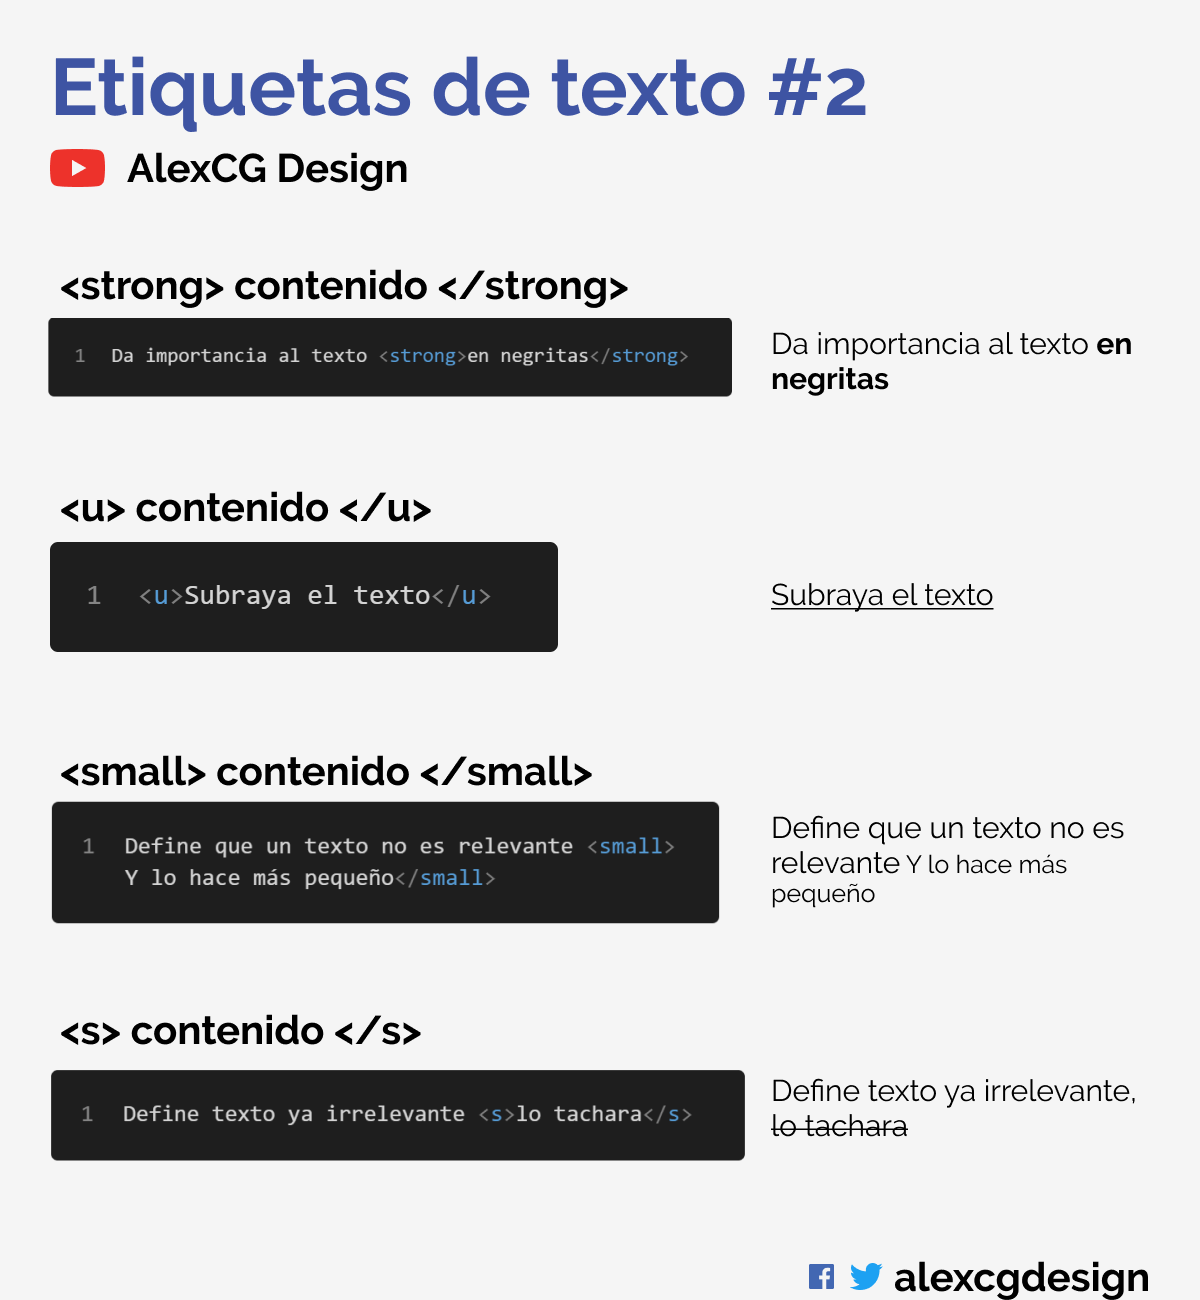 Etiquetas de texto #2
AlexCG Design
<strong> contenido </strong>
1 Da importancia al texto <strong>en negritas</strong>
Da importancia al texto en
negritas
<u> contenido </u>
1 <u>Subraya el texto</u>
Subraya el texto
<small> contenido </small>
1 Define que un texto no es relevante <small>
Y lo hace más pequeño</small>
Define que un texto no es
relevante Y lo hace más
pequeño
<s> contenido </s>
1 Define texto ya irrelevante <s>lo tachara</s>
Define texto ya irrelevante,
lo tachara
alexcgdesign